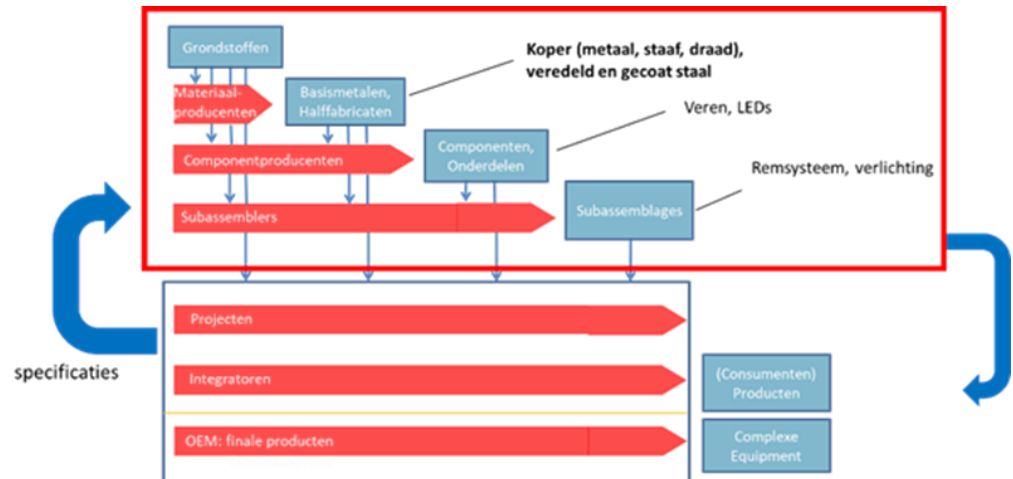 Grondstoffen
Koper (metaal, staaf, draad),
veredeld en gecoat staal
Materiaal-
producenten
Basismetalen,
Halffabricaten
Veren, LEDs
Componentproducenten
Componenten,
Onderdelen
Remsysteem, verlichting
Subassemblers
Subassemblages
Projecten
specificaties
Integratoren
(Consumenten)
Producten
OEM: finale producten
Complexe
Equipment